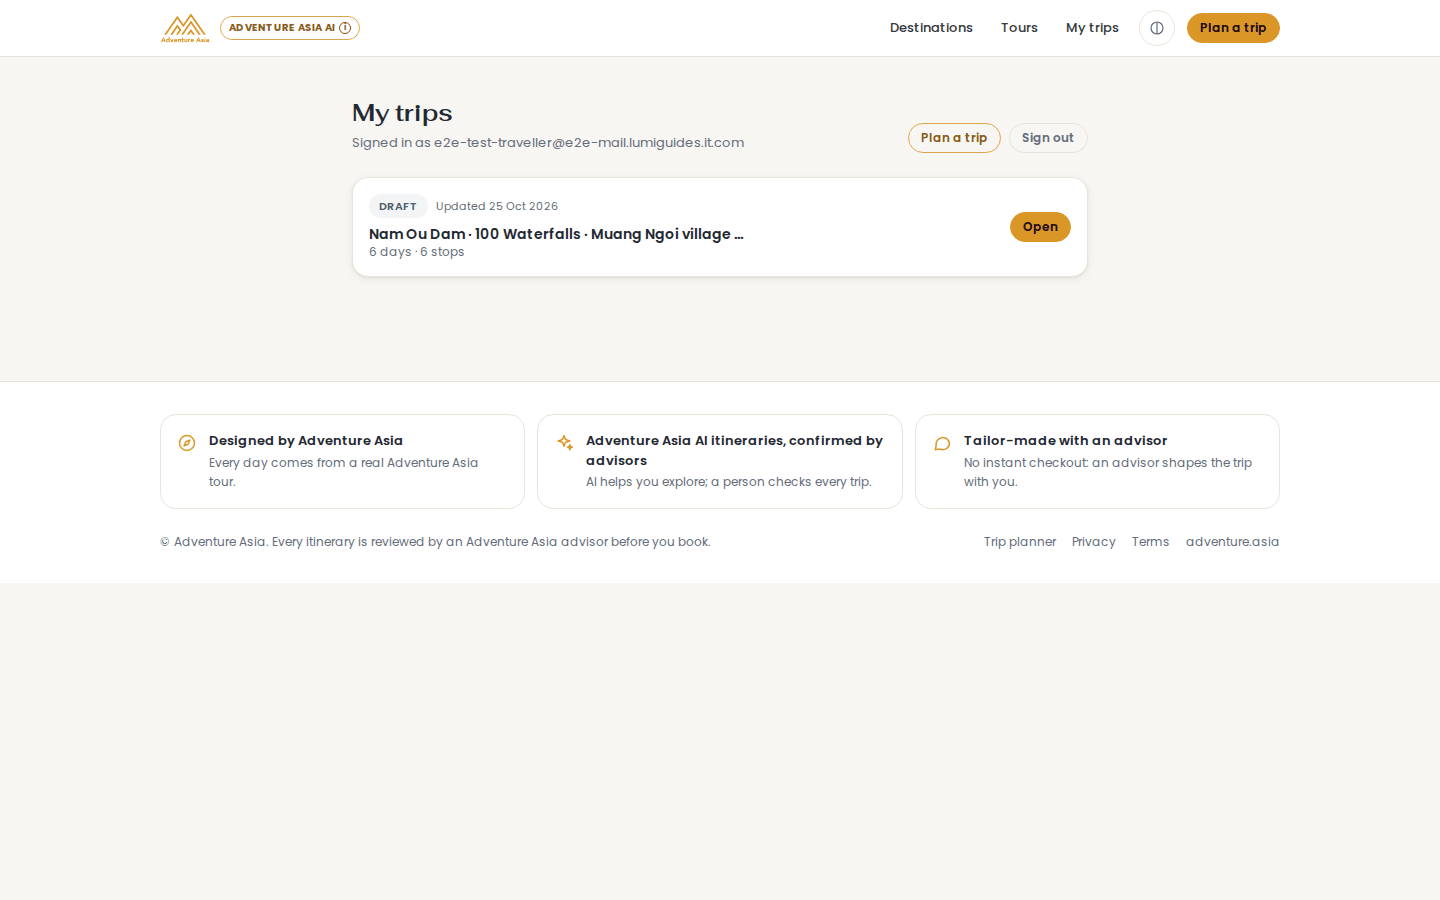 Adventure Asia
ADVENTURE ASIA AI
Destinations
Tours
My trips
Plan a trip
My trips
Signed in as e2e-test-traveller@e2e-mail.lumiguides.it.com
Plan a trip
Sign out
DRAFT
Updated 25 Oct 2026
Nam Ou Dam · 100 Waterfalls · Muang Ngoi village ...
6 days · 6 stops
Open
Designed by Adventure Asia
Every day comes from a real Adventure Asia
tour.
Adventure Asia AI itineraries, confirmed by
advisors
AI helps you explore; a person checks every trip.
Tailor-made with an advisor
No instant checkout: an advisor shapes the trip
with you.
© Adventure Asia. Every itinerary is reviewed by an Adventure Asia advisor before you book.
Trip planner
Privacy
Terms
adventure.asia